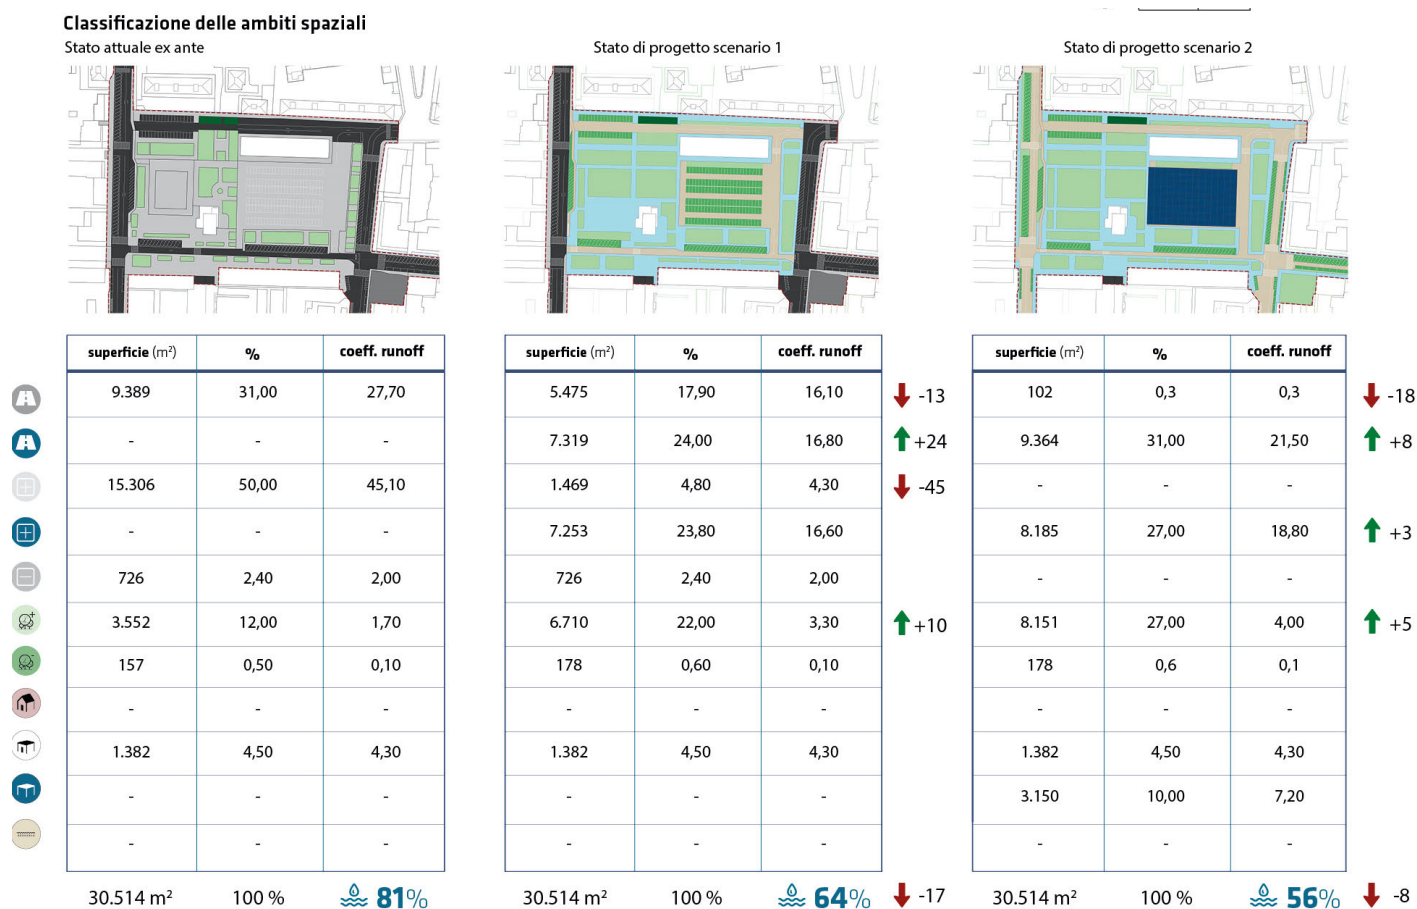 Classificazione delle ambiti spaziali
Stato attuale ex ante
Stato di progetto scenario 1
Stato di progetto scenario 2
superficie (m²) % coeff. runoff
superficie (m²) % coeff. runoff
superficie (m²) % coeff. runoff
9.389 31,00 27,70 5.475 17,90 16,10 -13 102 0,3 0,3 -18
- - - 7.319 24,00 16,80 +24 9.364 31,00 21,50 +8
15.306 50,00 45,10 1.469 4,80 4,30 -45 - - -
- - - 7.253 23,80 16,60 8.185 27,00 18,80 +3
726 2,40 2,00 726 2,40 2,00 - - -
3.552 12,00 1,70 6.710 22,00 3,30 +10 8.151 27,00 4,00 +5
157 0,50 0,10 178 0,60 0,10 178 0,6 0,1
- - - - - - - - -
1.382 4,50 4,30 1.382 4,50 4,30 1.382 4,50 4,30
- - - - - - 3.150 10,00 7,20
- - - - - - - - -
30.514 m² 100 % 81% 30.514 m² 100 % 64% -17 30.514 m² 100 % 56% -8